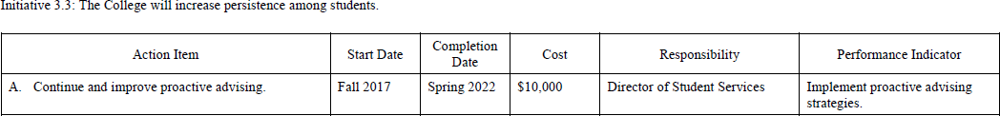 Initiative 3.3: The College will increase persistence among students.
Action Item
Start Date
Completion
Date
Cost
Responsibility
Performance Indicator
A. Continue and improve proactive advising.
Fall 2017
Spring 2022
$10,000
Director of Student Services
Implement proactive advising
strategies.